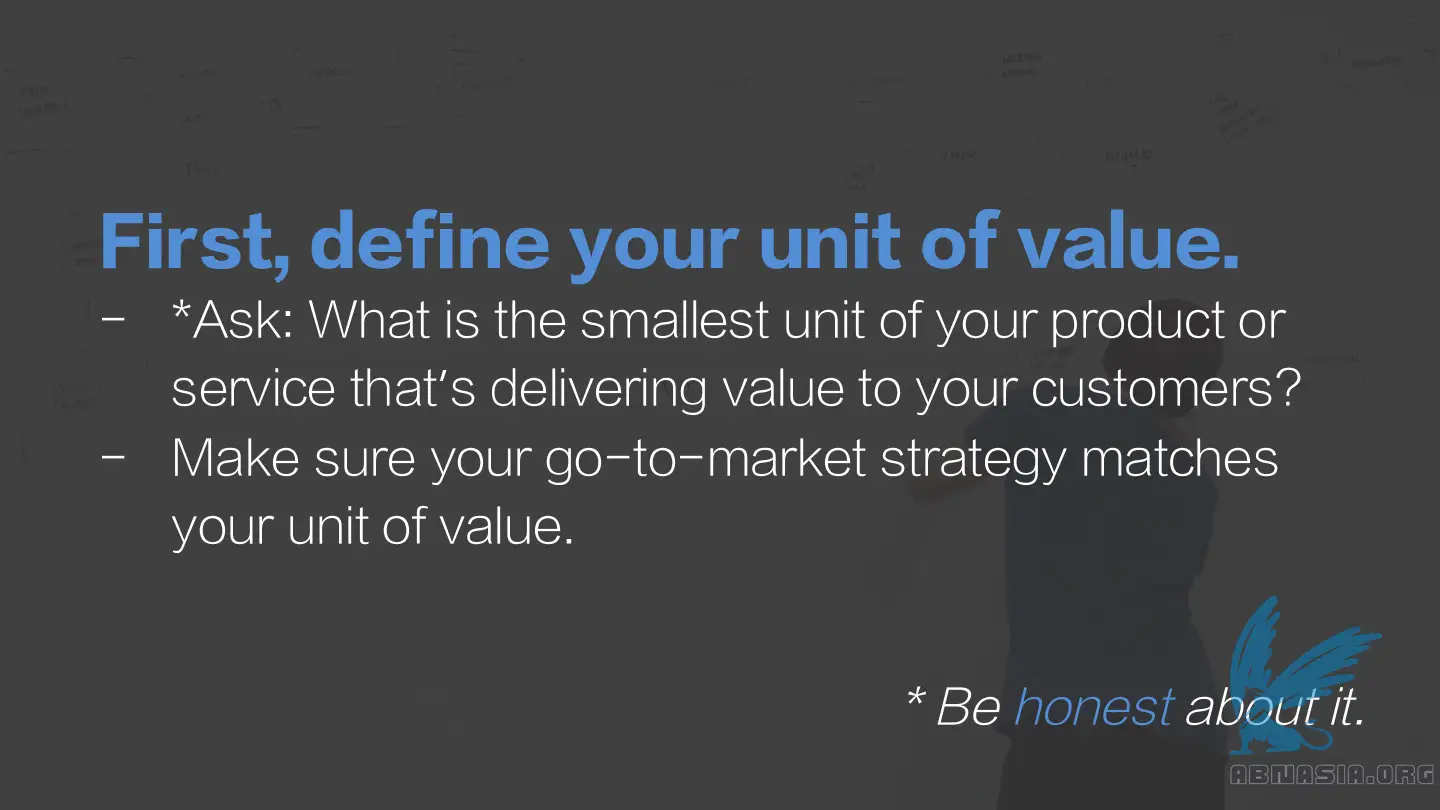 First, define your unit of value.
- *Ask: What is the smallest unit of your product or
service that's delivering value to your customers?
- Make sure your go-to-market strategy matches
your unit of value.
* Be honest about it.
ABNASIA.ORG